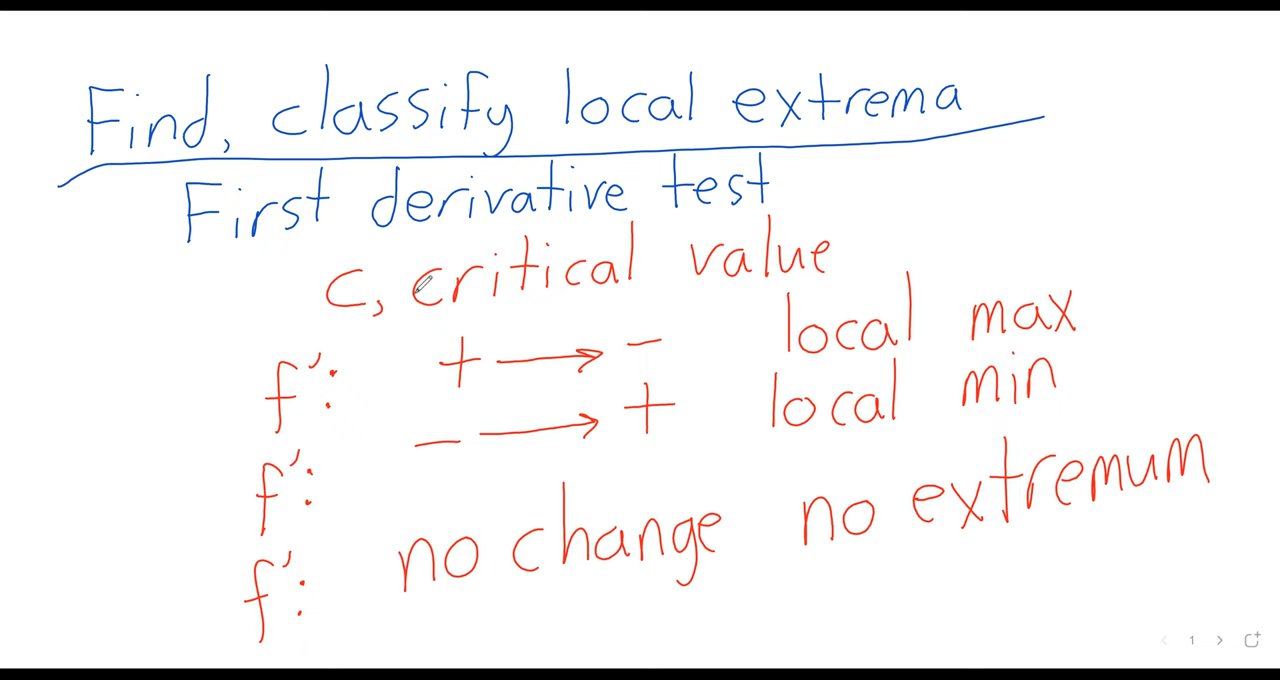 Find, classify local extrema
First derivative test
c, critical value
f': + → - local max
f': - → + local min
f': no change no extremum
1